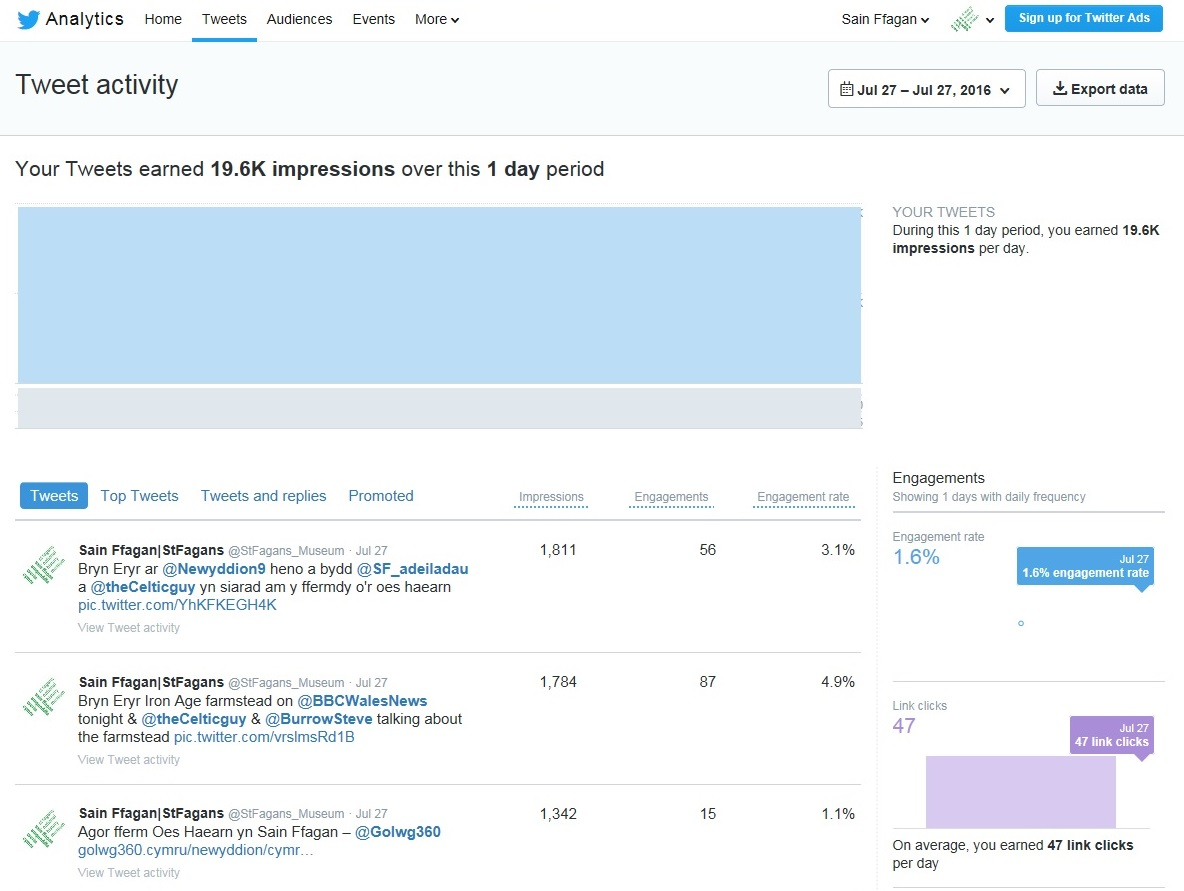 Analytics Home Tweets Audiences Events More Sain Ffagan Sign up for Twitter Ads
Tweet activity
Jul 27 – Jul 27, 2016 Export data
Your Tweets earned 19.6K impressions over this 1 day period
YOUR TWEETS
During this 1 day period, you earned 19.6K
impressions per day.
Tweets Top Tweets Tweets and replies Promoted Impressions Engagements Engagement rate
Sain Ffagan|StFagans @StFagans_Museum · Jul 27 1,811 56 3.1%
Bryn Eryr ar @Newyddion9 heno a bydd @SF_adeiladau
a @theCelticguy yn siarad am y ffermdy o'r oes haearn
pic.twitter.com/YhKFKEGH4K
View Tweet activity
Sain Ffagan|StFagans @StFagans_Museum · Jul 27 1,784 87 4.9%
Bryn Eryr Iron Age farmstead on @BBCWalesNews
tonight & @theCelticguy & @BurrowSteve talking about
the farmstead pic.twitter.com/vrslmsRd1B
View Tweet activity
Sain Ffagan|StFagans @StFagans_Museum · Jul 27 1,342 15 1.1%
Agor fferm Oes Haearn yn Sain Ffagan – @Golwg360
golwg360.cymru/newyddion/cymr…
View Tweet activity
Engagements
Showing 1 days with daily frequency
Engagement rate
1.6%
Jul 27
1.6% engagement rate
Link clicks
47
Jul 27
47 link clicks
On average, you earned 47 link clicks
per day